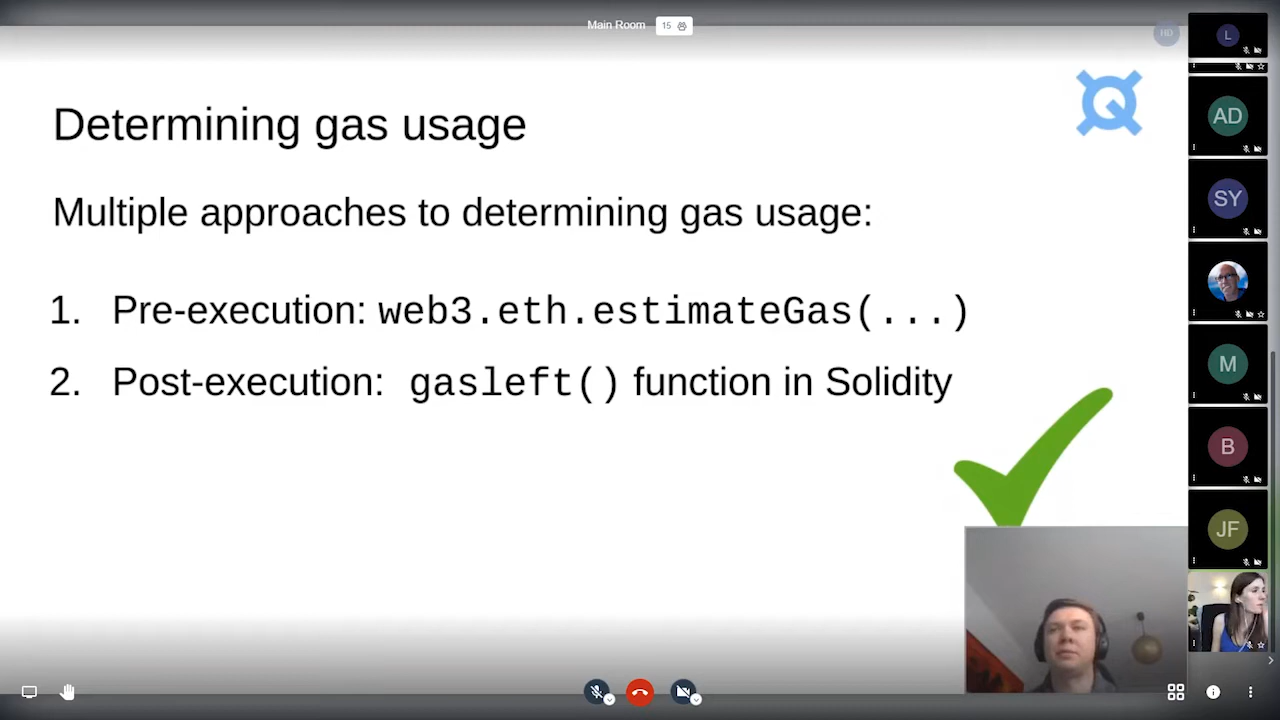 Main Room 15
HD
L
Determining gas usage
AD
Multiple approaches to determining gas usage:
SY
1. Pre-execution: web3.eth.estimateGas(...)
2. Post-execution: gasleft() function in Solidity
M
B
JF